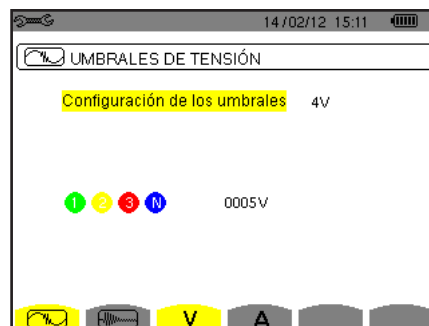 14/02/12 15:11
UMBRALES DE TENSIÓN
Configuración de los umbrales 4V
1 2 3 N 0005V
V A